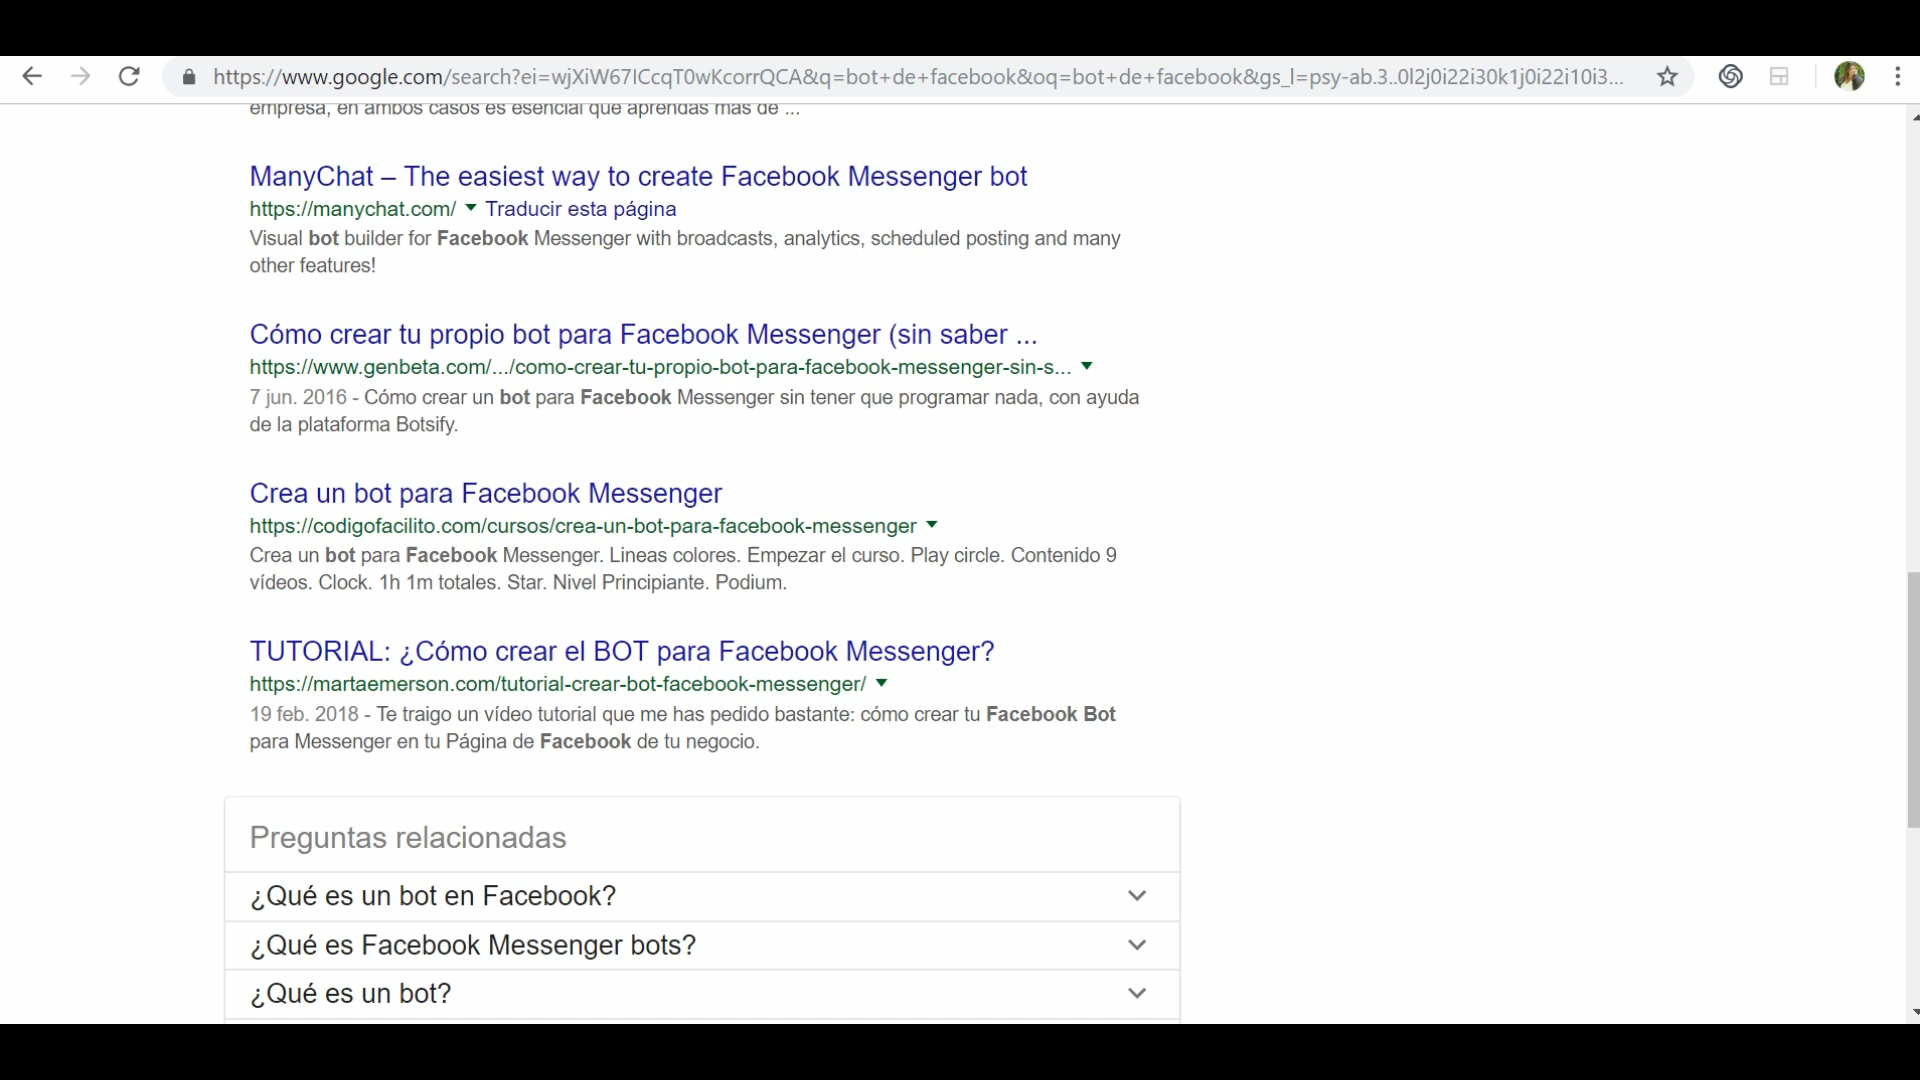 https://www.google.com/search?ei=wjXiW67ICcqT0wKcorrQCA&q=bot+de+facebook&oq=bot+de+facebook&gs_l=psy-ab.3..0l2j0i22i30k1j0i22i10i3...
empresa, en ambos casos es esencial que aprendas más de ...
ManyChat – The easiest way to create Facebook Messenger bot
https://manychat.com/ Traducir esta página
Visual bot builder for Facebook Messenger with broadcasts, analytics, scheduled posting and many
other features!
Cómo crear tu propio bot para Facebook Messenger (sin saber ...
https://www.genbeta.com/.../como-crear-tu-propio-bot-para-facebook-messenger-sin-s...
7 jun. 2016 - Cómo crear un bot para Facebook Messenger sin tener que programar nada, con ayuda
de la plataforma Botsify.
Crea un bot para Facebook Messenger
https://codigofacilito.com/cursos/crea-un-bot-para-facebook-messenger
Crea un bot para Facebook Messenger. Lineas colores. Empezar el curso. Play circle. Contenido 9
vídeos. Clock. 1h 1m totales. Star. Nivel Principiante. Podium.
TUTORIAL: ¿Cómo crear el BOT para Facebook Messenger?
https://martaemerson.com/tutorial-crear-bot-facebook-messenger/
19 feb. 2018 - Te traigo un vídeo tutorial que me has pedido bastante: cómo crear tu Facebook Bot
para Messenger en tu Página de Facebook de tu negocio.
Preguntas relacionadas
¿Qué es un bot en Facebook?
¿Qué es Facebook Messenger bots?
¿Qué es un bot?